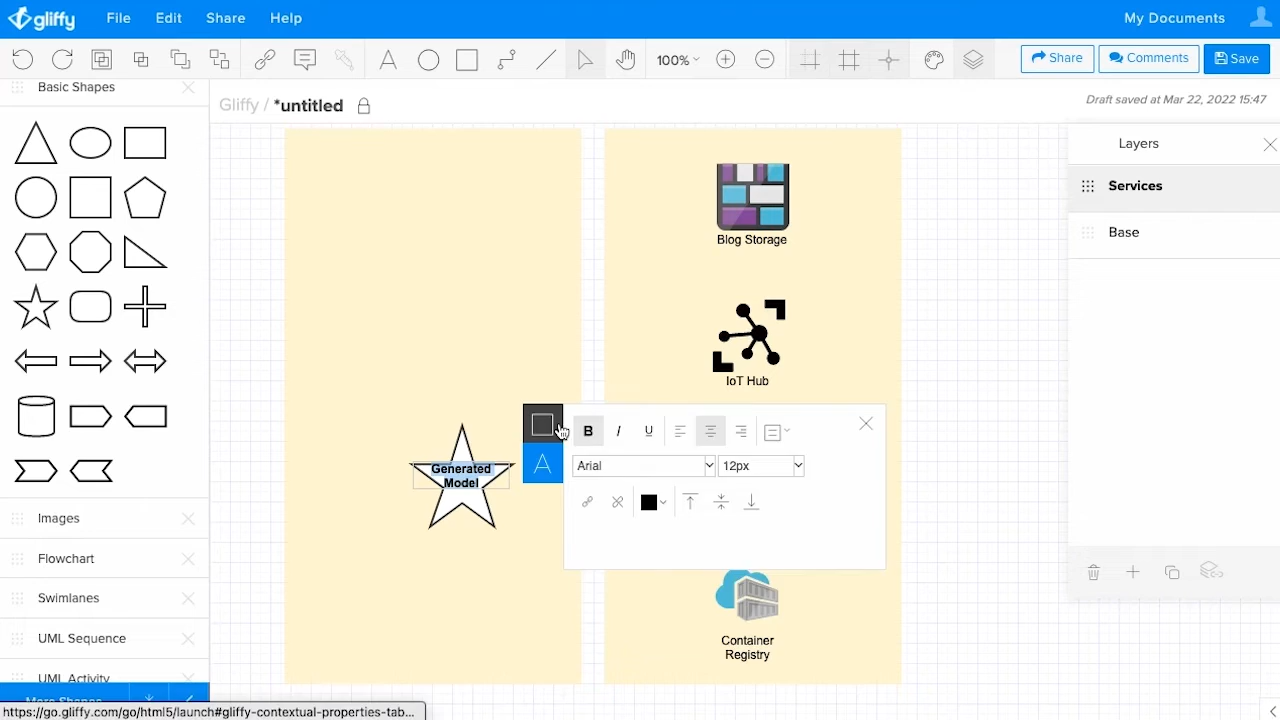 gliffy
File Edit Share Help
My Documents
100%
Share
Comments
Save
Basic Shapes
Gliffy / *untitled
Draft saved at Mar 22, 2022 15:47
Layers
Services
Base
Blog Storage
IoT Hub
B I U
Arial
12px
A
Generated
Model
Container
Registry
Images
Flowchart
Swimlanes
UML Sequence
UML Activity
More Shapes
https://go.gliffy.com/go/html5/launch#gliffy-contextual-properties-tab...